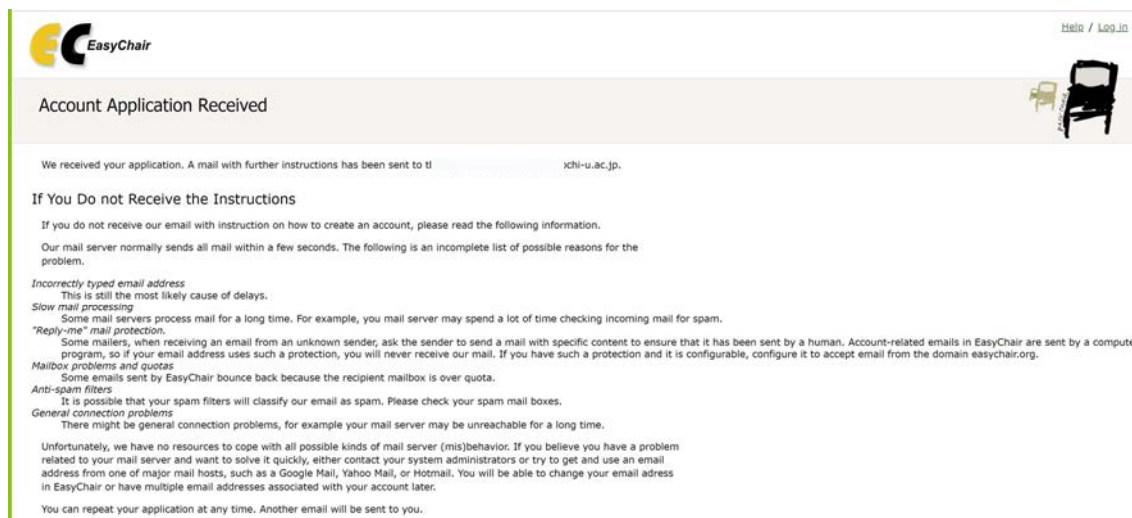 EC EasyChair
Help / Log in
Account Application Received
We received your application. A mail with further instructions has been sent to tl xchi-u.ac.jp.
If You Do not Receive the Instructions
If you do not receive our email with instruction on how to create an account, please read the following information.
Our mail server normally sends all mail within a few seconds. The following is an incomplete list of possible reasons for the
problem.
Incorrectly typed email address
This is still the most likely cause of delays.
Slow mail processing
Some mail servers process mail for a long time. For example, you mail server may spend a lot of time checking incoming mail for spam.
"Reply-me" mail protection.
Some mailers, when receiving an email from an unknown sender, ask the sender to send a mail with specific content to ensure that it has been sent by a human. Account-related emails in EasyChair are sent by a compute
program, so if your email address uses such a protection, you will never receive our mail. If you have such a protection and it is configurable, configure it to accept email from the domain easychair.org.
Mailbox problems and quotas
Some emails sent by EasyChair bounce back because the recipient mailbox is over quota.
Anti-spam filters
It is possible that your spam filters will classify our email as spam. Please check your spam mail boxes.
General connection problems
There might be general connection problems, for example your mail server may be unreachable for a long time.
Unfortunately, we have no resources to cope with all possible kinds of mail server (mis)behavior. If you believe you have a problem
related to your mail server and want to solve it quickly, either contact your system administrators or try to get and use an email
address from one of major mail hosts, such as a Google Mail, Yahoo Mail, or Hotmail. You will be able to change your email adress
in EasyChair or have multiple email addresses associated with your account later.
You can repeat your application at any time. Another email will be sent to you.